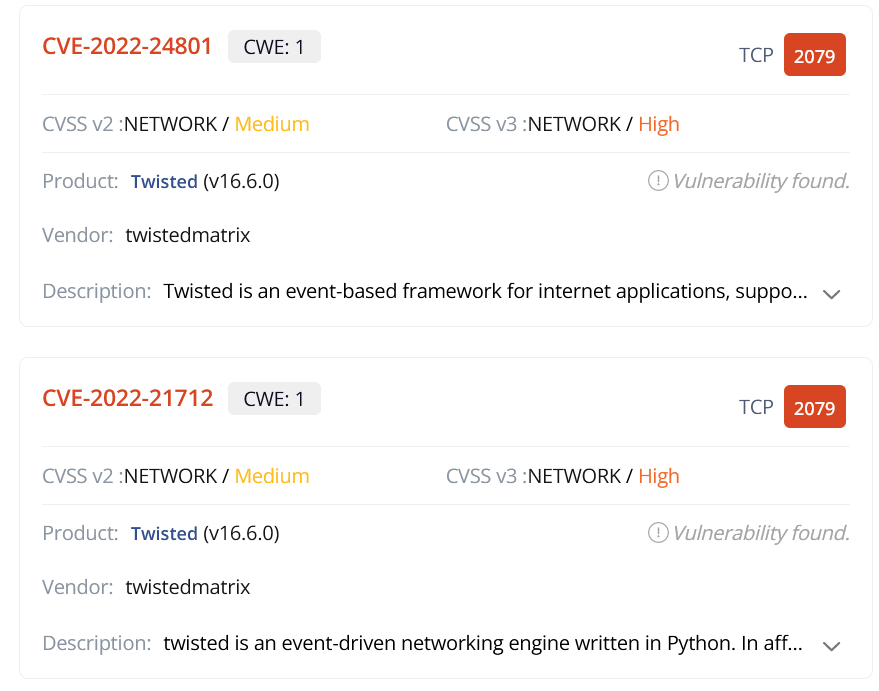 CVE-2022-24801 CWE: 1 TCP 2079
CVSS v2 :NETWORK / Medium CVSS v3 :NETWORK / High
Product: Twisted (v16.6.0) Vulnerability found.
Vendor: twistedmatrix
Description: Twisted is an event-based framework for internet applications, suppo...
CVE-2022-21712 CWE: 1 TCP 2079
CVSS v2 :NETWORK / Medium CVSS v3 :NETWORK / High
Product: Twisted (v16.6.0) Vulnerability found.
Vendor: twistedmatrix
Description: twisted is an event-driven networking engine written in Python. In aff...